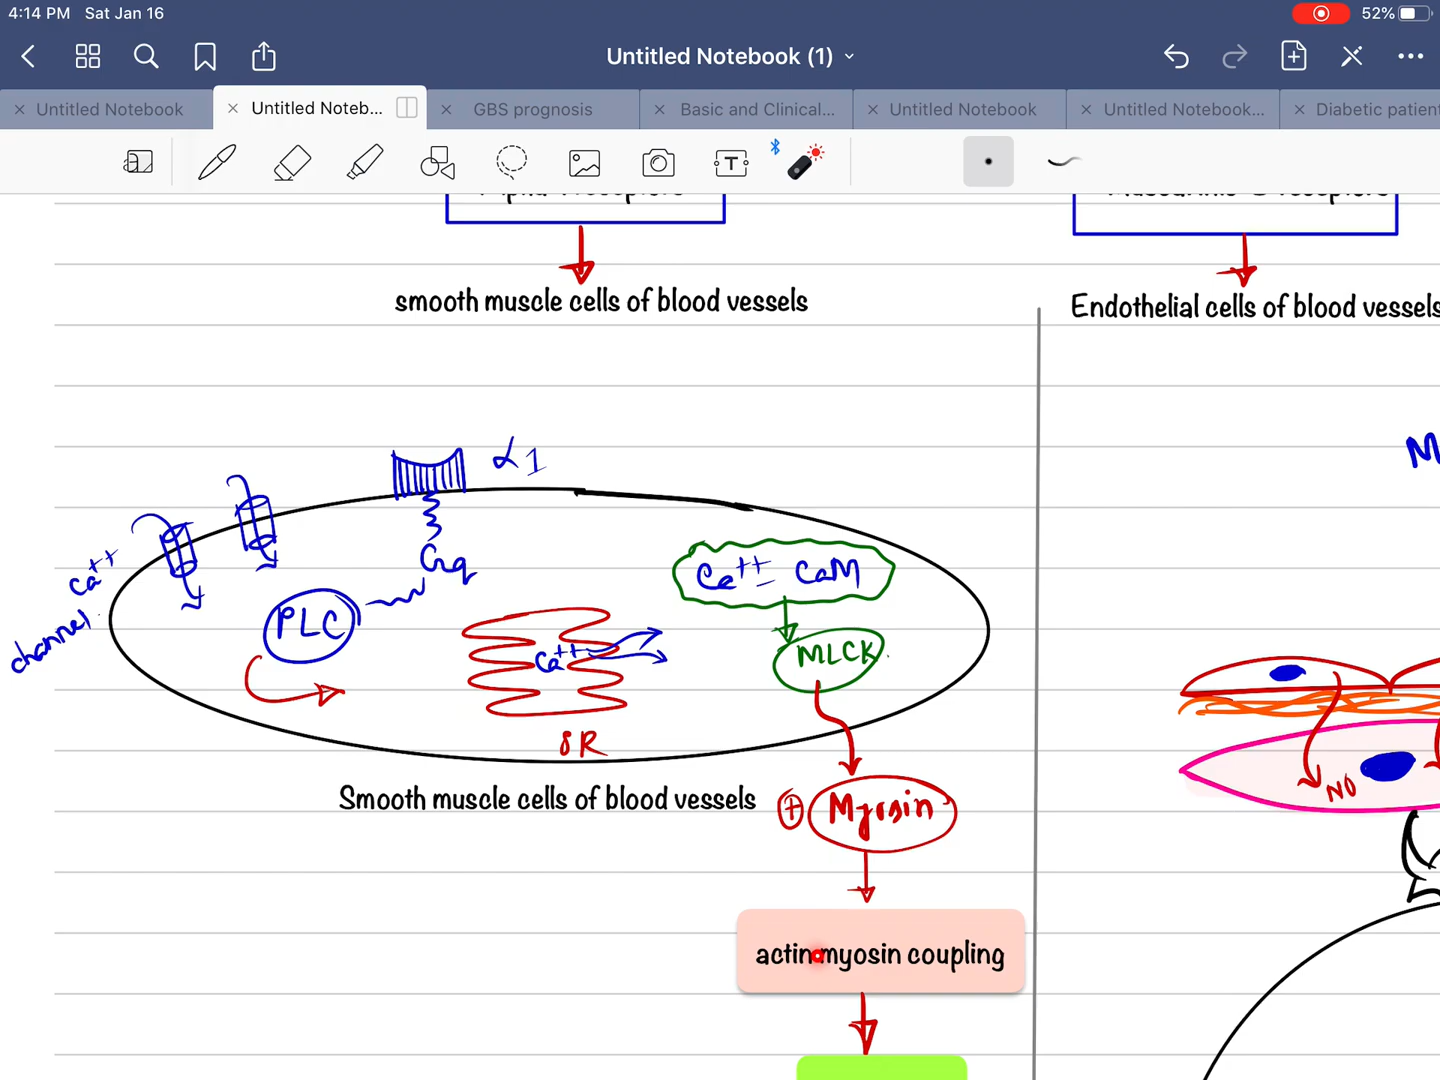 4:14 PM Sat Jan 16
52%
Untitled Notebook (1)
Untitled Notebook
Untitled Noteb...
GBS prognosis
Basic and Clinical...
Untitled Notebook
Untitled Notebook...
Diabetic patient
T
smooth muscle cells of blood vessels
Endothelial cells of blood vessels
α1
M
Ca++
channel
Gq
PLC
Ca++ CaM
MLCK
Ca++
SR
NO
Smooth muscle cells of blood vessels
+ Myosin
actin myosin coupling